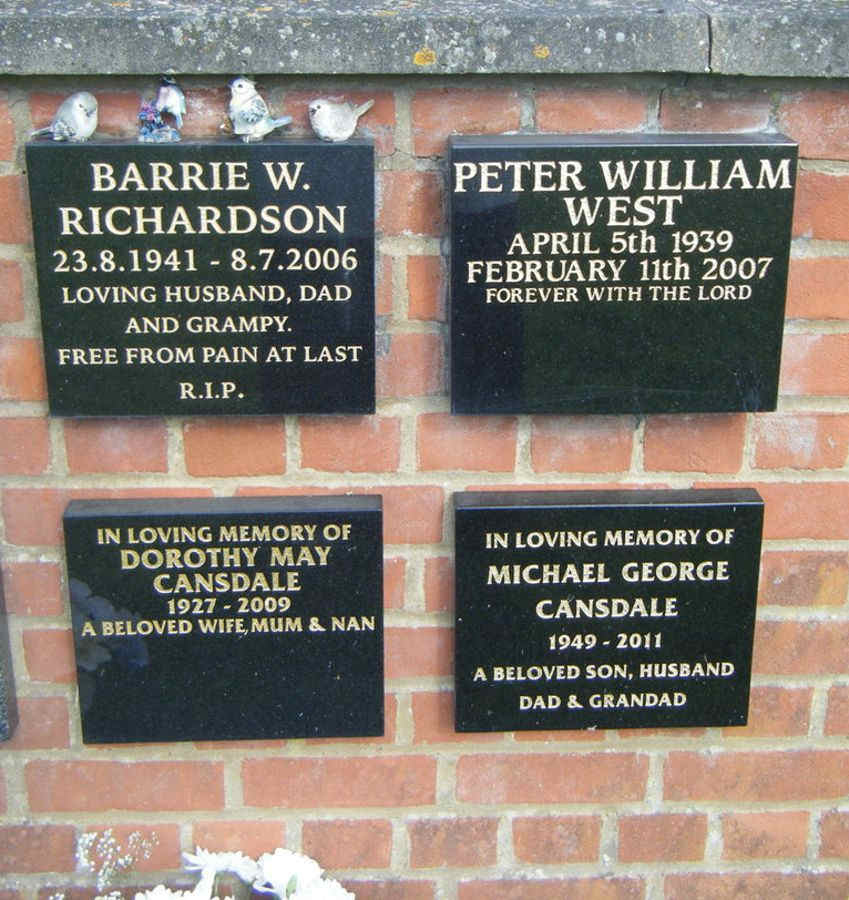 BARRIE W.
RICHARDSON
23.8.1941 - 8.7.2006
LOVING HUSBAND, DAD
AND GRAMPY.
FREE FROM PAIN AT LAST
R.I.P.
PETER WILLIAM
WEST
APRIL 5th 1939
FEBRUARY 11th 2007
FOREVER WITH THE LORD
IN LOVING MEMORY OF
DOROTHY MAY
CANSDALE
1927 - 2009
A BELOVED WIFE, MUM & NAN
IN LOVING MEMORY OF
MICHAEL GEORGE
CANSDALE
1949 - 2011
A BELOVED SON, HUSBAND
DAD & GRANDAD